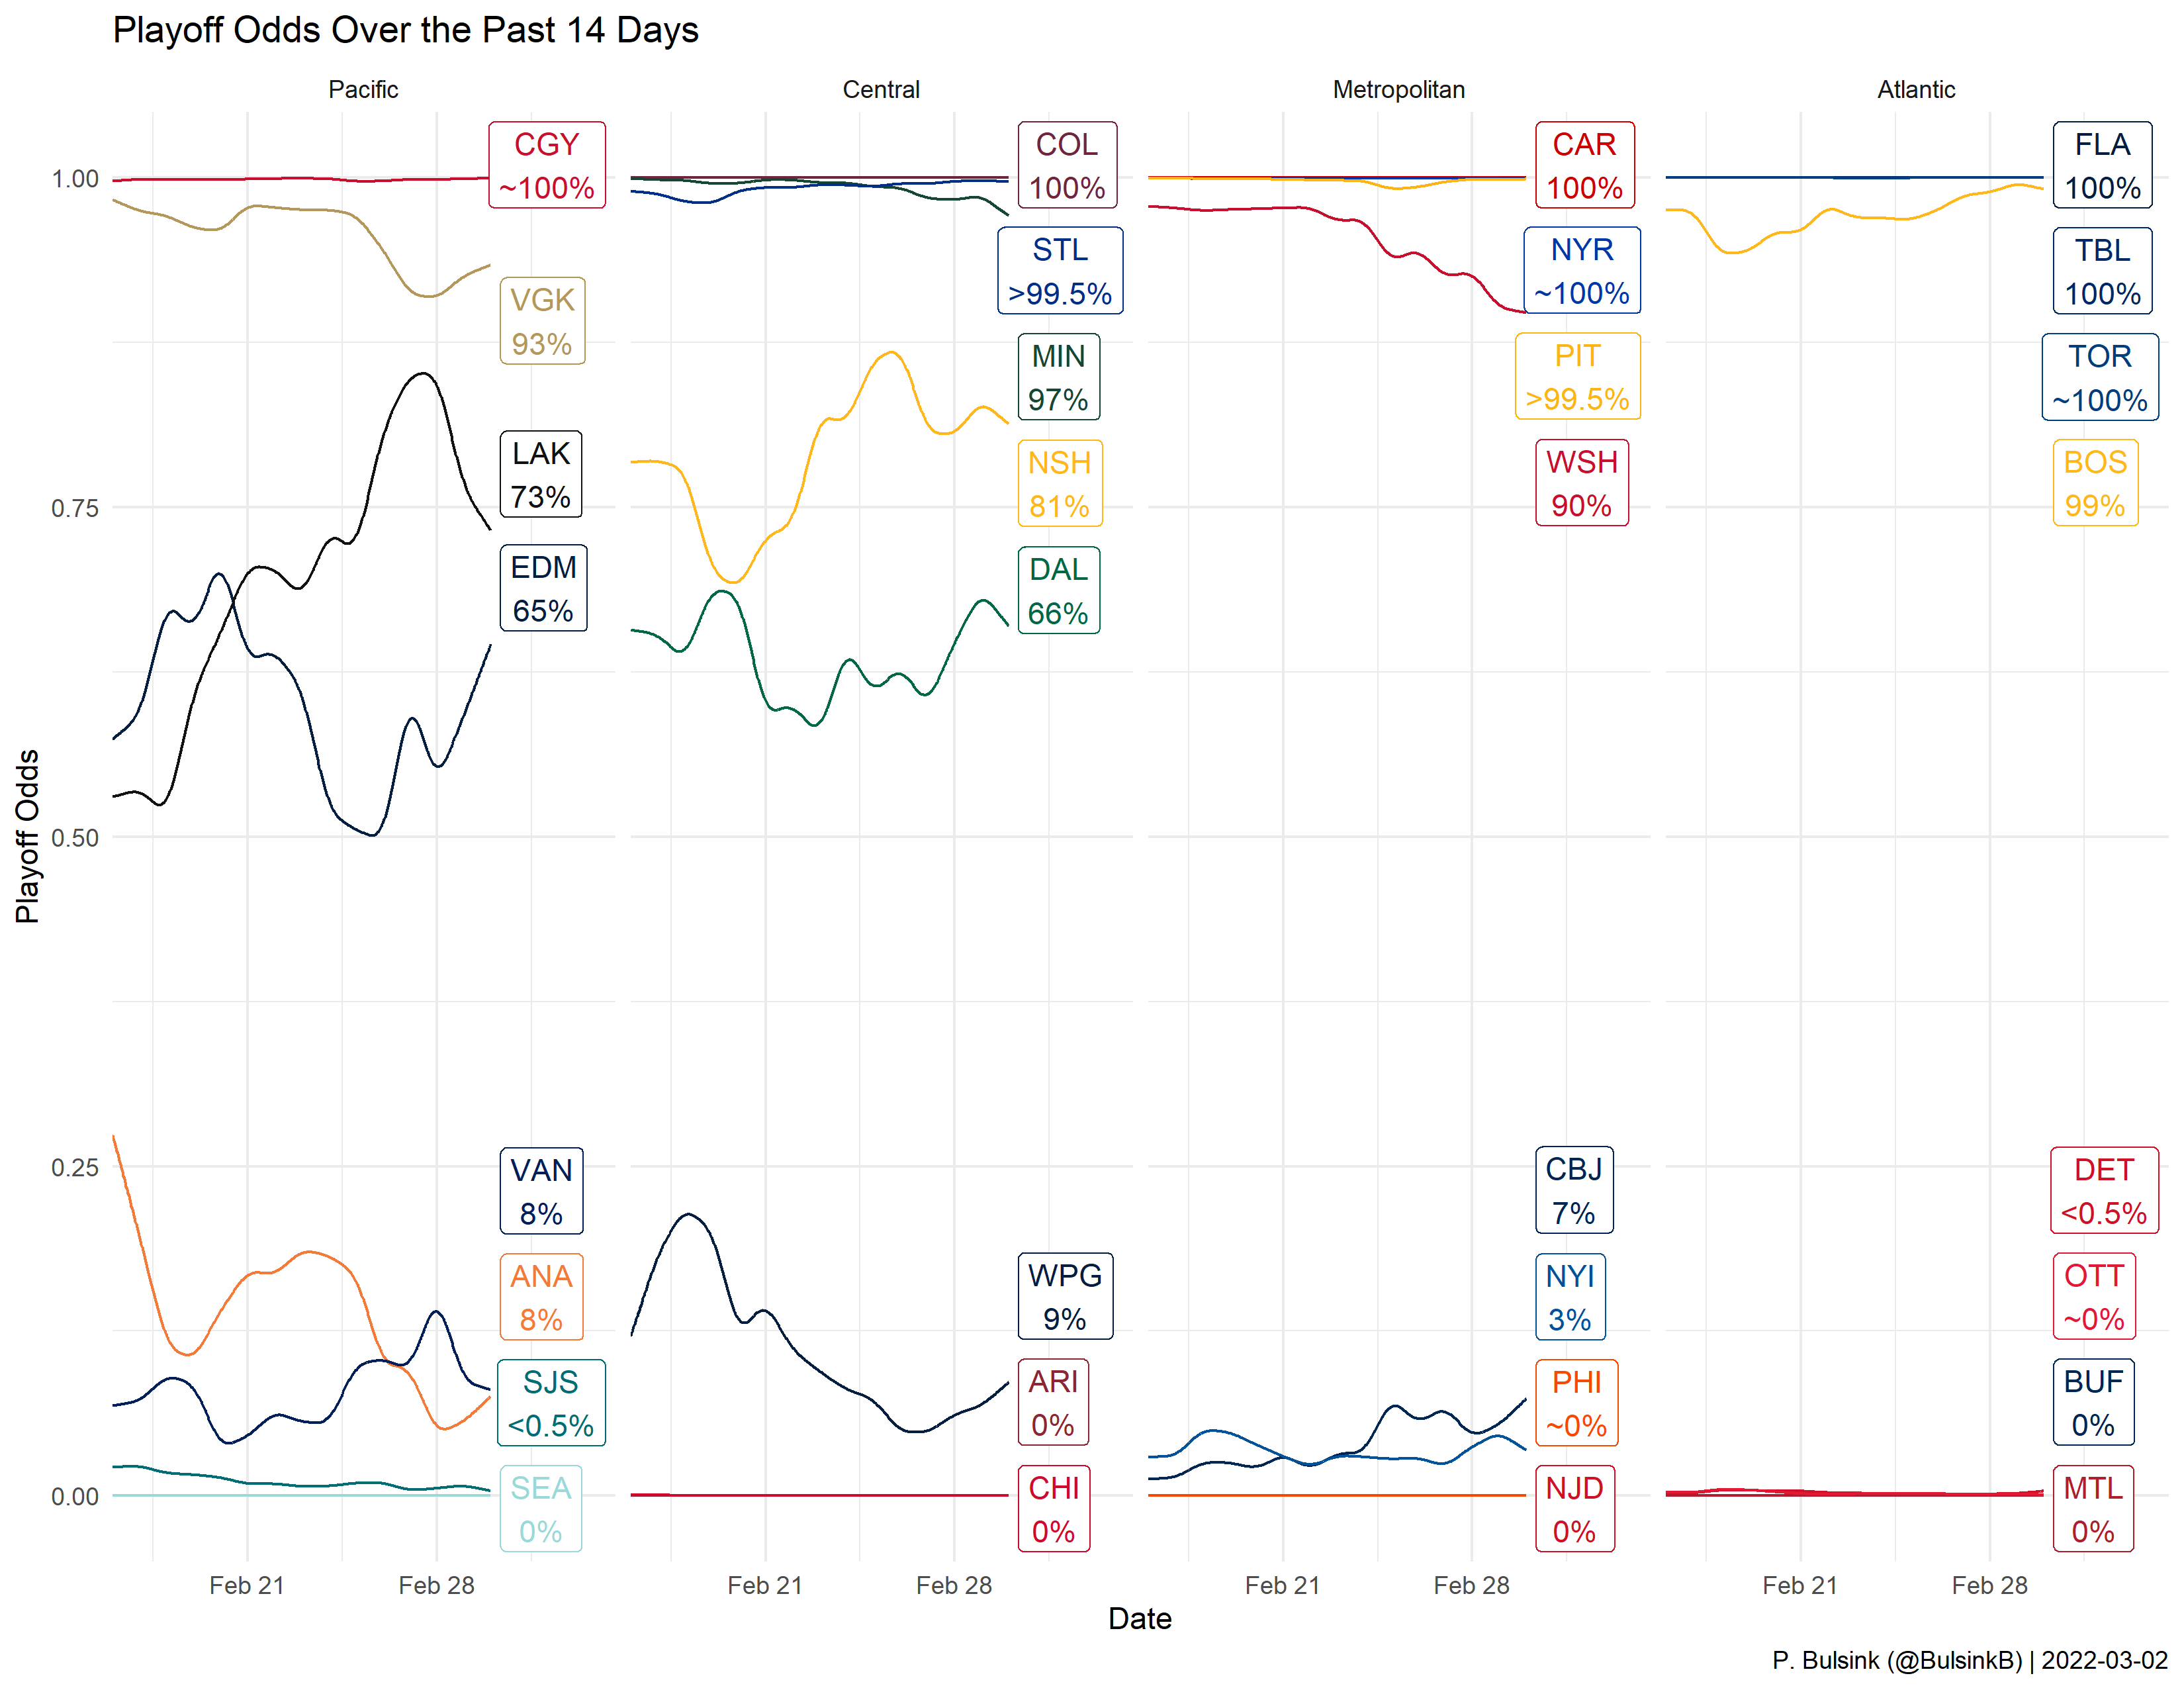 Playoff Odds Over the Past 14 Days
Pacific
Central
Metropolitan
Atlantic
Playoff Odds
1.00
0.75
0.50
0.25
0.00
CGY
~100%
VGK
93%
LAK
73%
EDM
65%
VAN
8%
ANA
8%
SJS
<0.5%
SEA
0%
COL
100%
STL
>99.5%
MIN
97%
NSH
81%
DAL
66%
WPG
9%
ARI
0%
CHI
0%
CAR
100%
NYR
~100%
PIT
>99.5%
WSH
90%
CBJ
7%
NYI
3%
PHI
~0%
NJD
0%
FLA
100%
TBL
100%
TOR
~100%
BOS
99%
DET
<0.5%
OTT
~0%
BUF
0%
MTL
0%
Feb 21
Feb 28
Feb 21
Feb 28
Feb 21
Feb 28
Feb 21
Feb 28
Date
P. Bulsink (@BulsinkB) | 2022-03-02